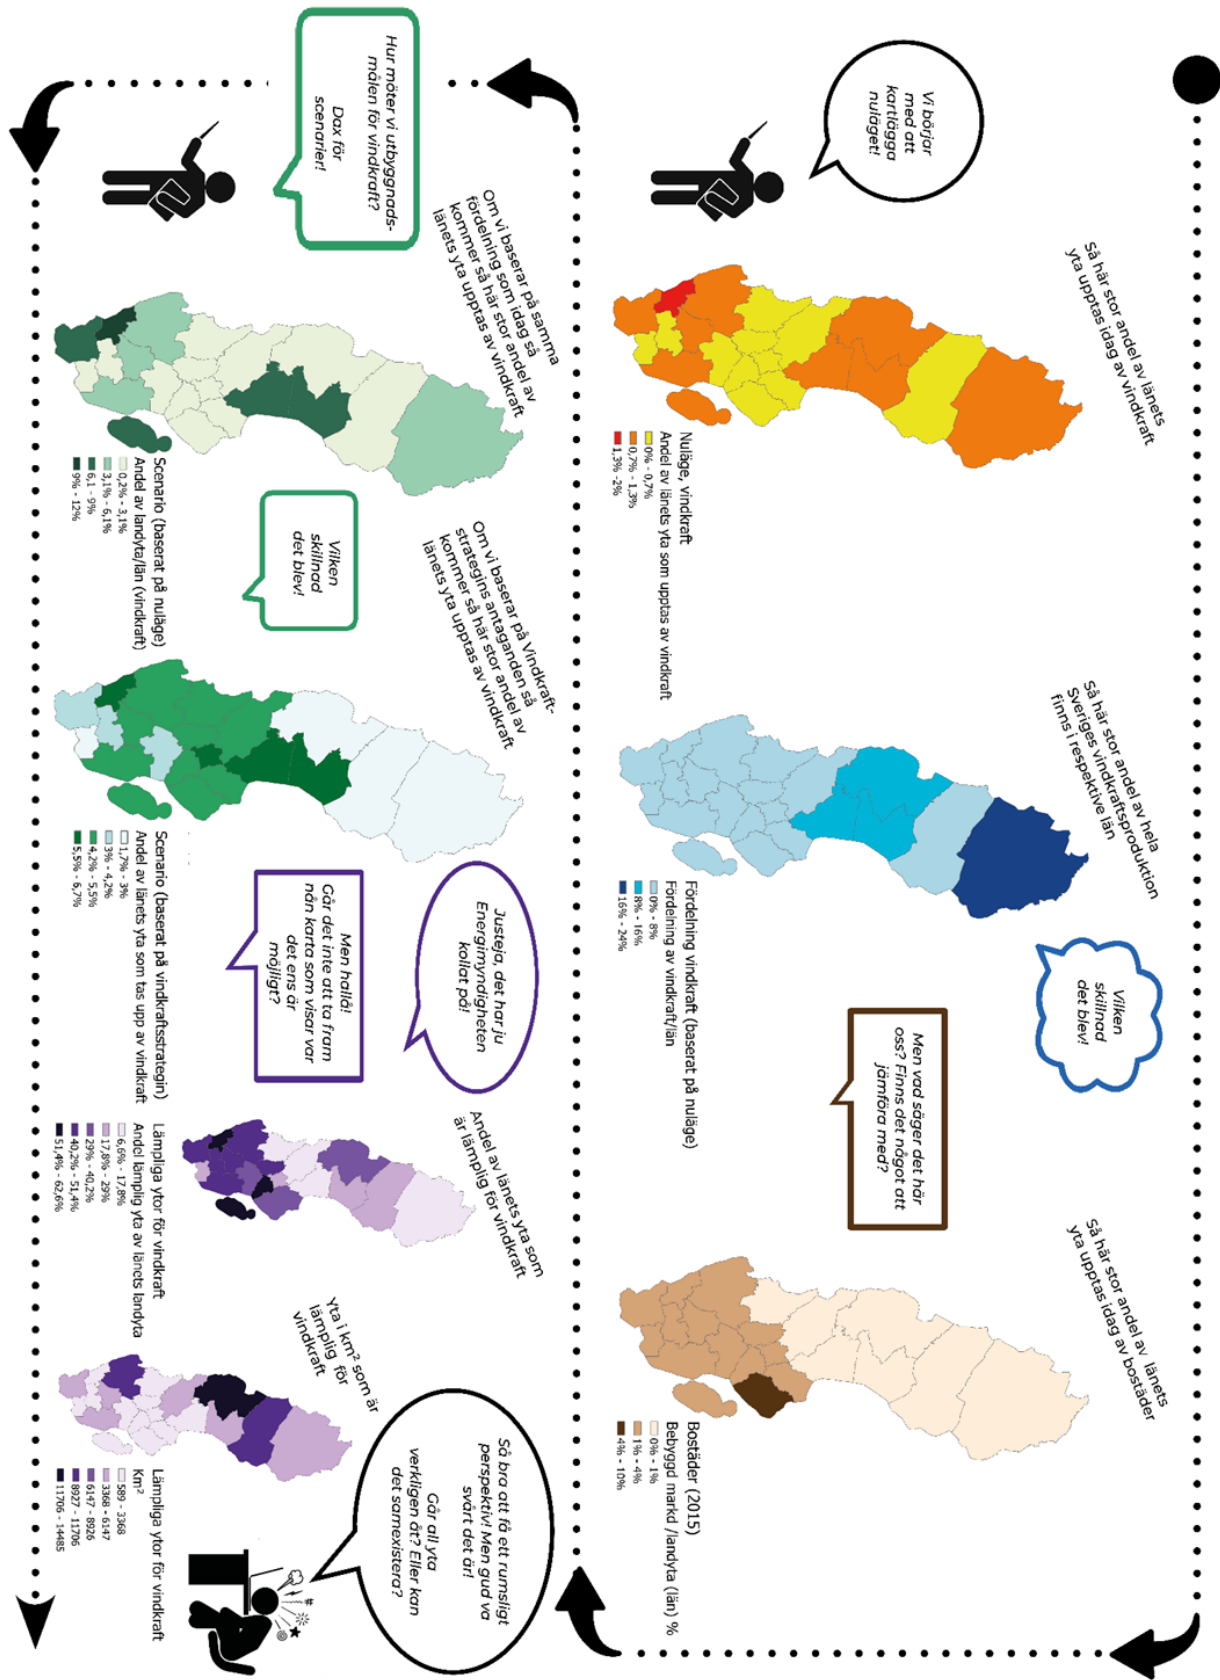 Vi börjar
med att
kartlägga
nuläget!
Så här stor andel av länets
yta upptas idag av vindkraft
Nuläge, vindkraft
Andel av länets yta som upptas av vindkraft
0% - 0,7%
0,7% - 1,3%
1,3% -2%
Så här stor andel av hela
Sveriges vindkraftsproduktion
finns i respektive län
Fördelning vindkraft (baserat på nuläge)
Fördelning av vindkraft/län
0% - 8%
8% - 16%
16% - 24%
Vilken
skillnad
det blev!
Men vad säger det här
oss? Finns det något att
jämföra med?
Så här stor andel av länets
yta upptas idag av bostäder
Bostäder (2015)
Bebyggd markd /landyta (län) %
0% - 1%
1% - 4%
4% - 10%
Hur möter vi utbyggnads-
målen för vindkraft?
Dax för
scenarier!
Om vi baserar på samma
fördelning som idag så
kommer så här stor andel av
länets yta upptas av vindkraft
Scenario (baserat på nuläge)
Andel av landyta/län (vindkraft)
0,2% - 3,1%
3,1% - 6,1%
6,1 - 9%
9% - 12%
Vilken
skillnad
det blev!
Om vi baserar på Vindkraft-
strategins antaganden så
kommer så här stor andel av
länets yta upptas av vindkraft
Scenario (baserat på vindkraftsstrategin)
Andel av länets yta som tas upp av vindkraft
1,7% - 3%
3% - 4,2%
4,2% - 5,5%
5,5% - 6,7%
Men hallå!
Går det inte att ta fram
nån karta som visar var
det ens är
möjligt?
Justeja, det har ju
Energimyndigheten
kollat på!
Andel av länets yta som
är lämplig för vindkraft
Lämpliga ytor för vindkraft
Andel lämplig yta av länets landyta
6,6% - 17,8%
17,8% - 29%
29% - 40,2%
40,2% - 51,4%
51,4% - 62,6%
Yta i km² som är
lämplig för
vindkraft
Lämpliga ytor för vindkraft
Km²
589 - 3368
3368 - 6147
6147 - 8926
8927 - 11706
11706 - 14485
Så bra att få ett rumsligt
perspektiv! Men gud va
svårt det är!
Går all yta
verkligen åt? Eller kan
det samexistera?